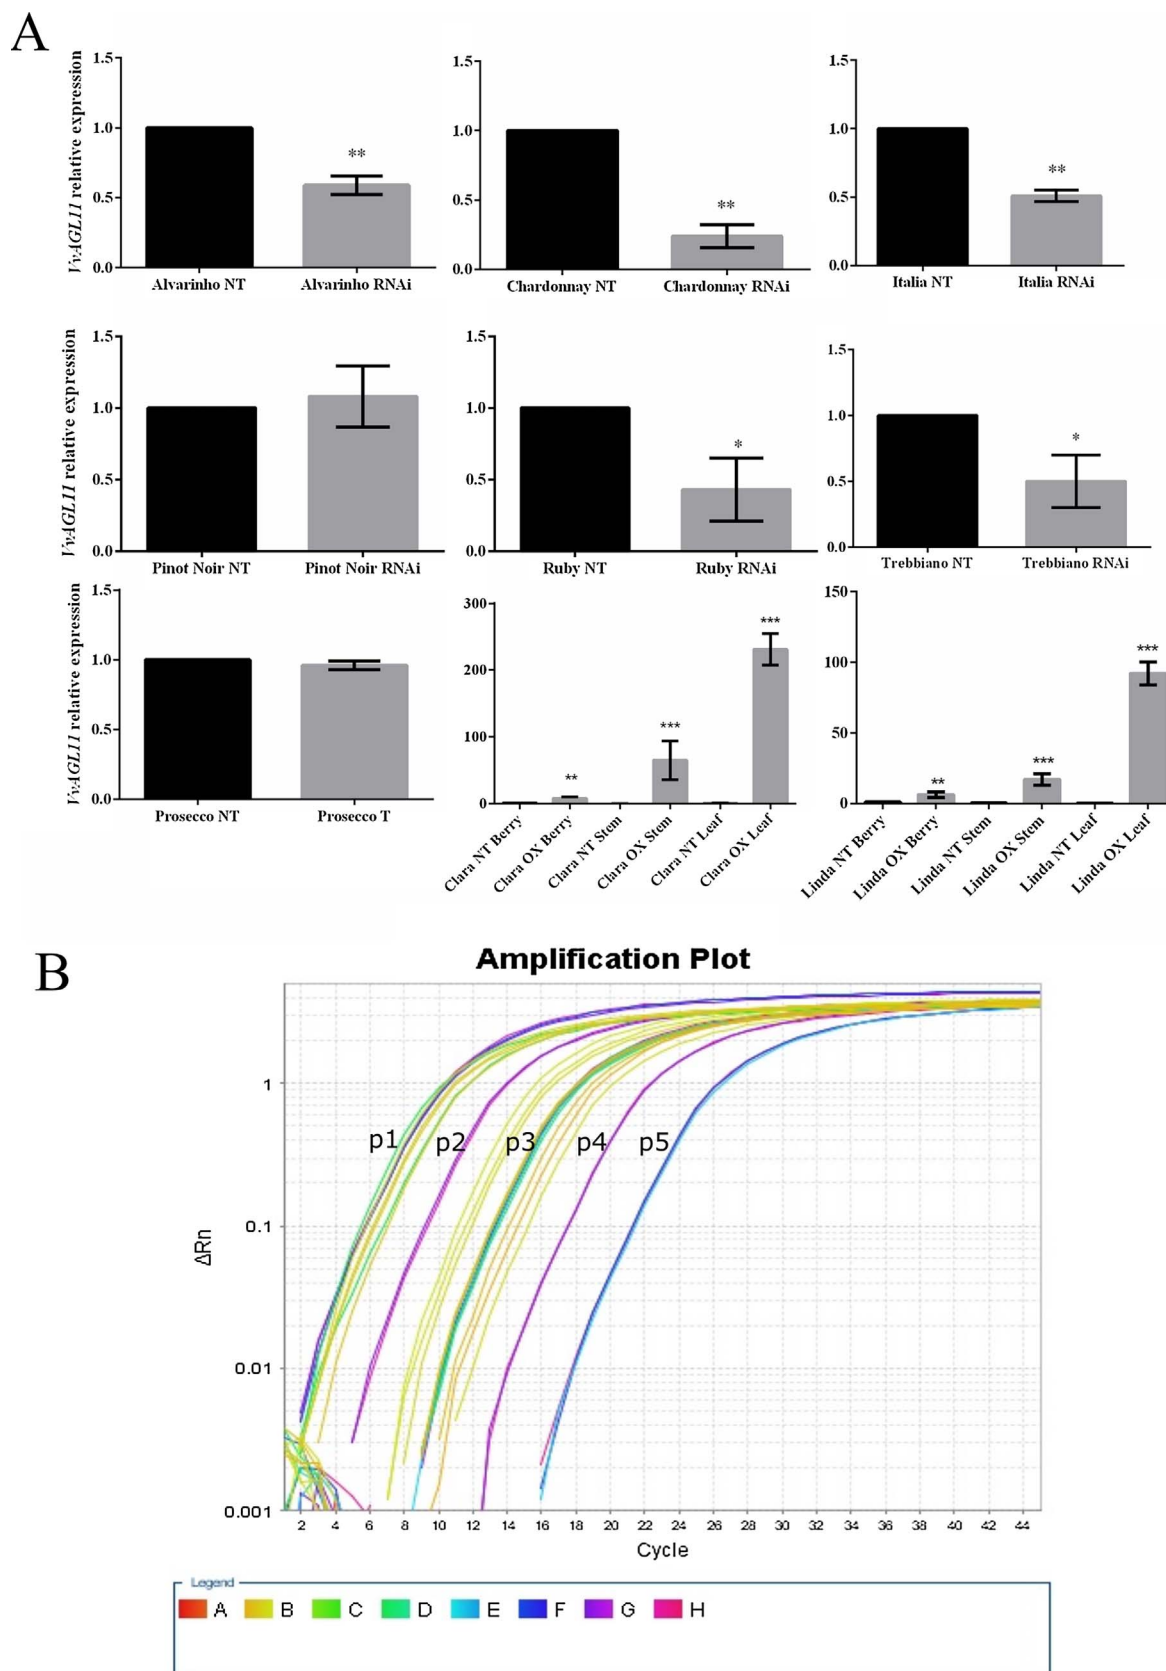 A
VvAGL11 relative expression
1.5
1.0
0.5
0.0
** 
Alvarinho NT Alvarinho RNAi
1.5
1.0
0.5
0.0
**
Chardonnay NT Chardonnay RNAi
1.5
1.0
0.5
0.0
**
Italia NT Italia RNAi
VvAGL11 relative expression
1.5
1.0
0.5
0.0
Pinot Noir NT Pinot Noir RNAi
1.5
1.0
0.5
0.0
*
Ruby NT Ruby RNAi
1.5
1.0
0.5
0.0
*
Trebbiano NT Trebbiano RNAi
VvAGL11 relative expression
1.5
1.0
0.5
0.0
Prosecco NT Prosecco T
300
200
100
0
**
***
***
Clara NT Berry
Clara OX Berry
Clara NT Stem
Clara OX Stem
Clara NT Leaf
Clara OX Leaf
150
100
50
0
**
***
***
Linda NT Berry
Linda OX Berry
Linda NT Stem
Linda OX Stem
Linda NT Leaf
Linda OX Leaf
B
Amplification Plot
ΔRn
1
0.1
0.01
0.001
p1 p2 p3 p4 p5
2 4 6 8 10 12 14 16 18 20 22 24 26 28 30 32 34 36 38 40 42 44
Cycle
Legend
A B C D E F G H